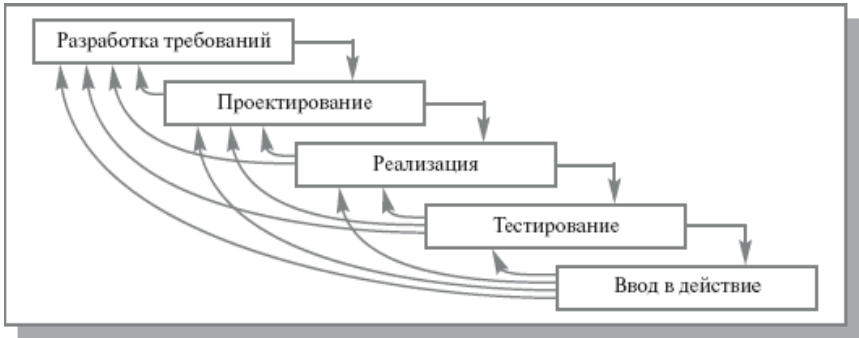 Разработка требований
Проектирование
Реализация
Тестирование
Ввод в действие